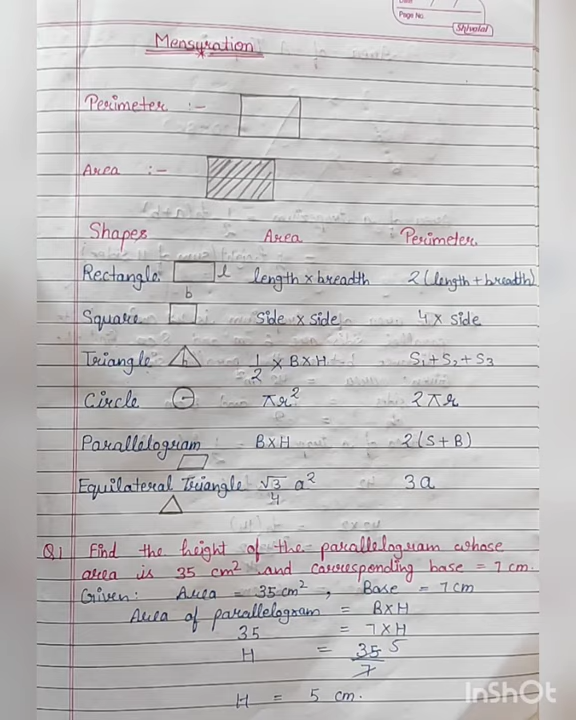 Date / /
Page No.
Shivalal
Mensuration
Perimeter :-
Area :-
Shapes Area Perimeter
Rectangle l length x breadth 2(length + breadth)
b
Square Side x Side 4 x Side
Triangle h 1/2 x B x H S₁ + S₂ + S₃
Circle πr² 2πr
Parallelogram B x H 2(S + B)
Equilateral Triangle √3/4 a² 3a
Q1 Find the height of the parallelogram whose
area is 35 cm² and corresponding base = 7 cm.
Given: Area = 35 cm², Base = 7 cm
Area of parallelogram = B x H
35 = 7 x H
H = 35/7 5
H = 5 cm.
InShOt